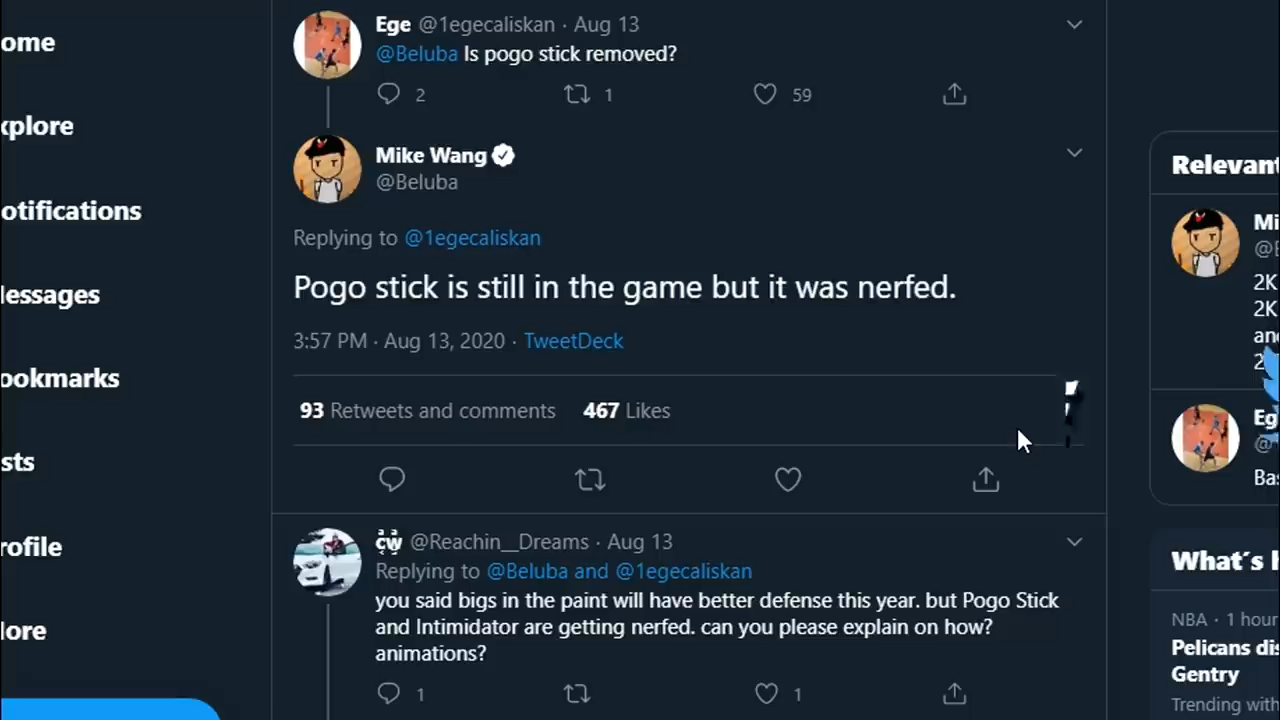 ome
xplore
otifications
lessages
ookmarks
sts
rofile
lore
Ege @1egecaliskan · Aug 13
@Beluba Is pogo stick removed?
2 1 59
Mike Wang
@Beluba
Replying to @1egecaliskan
Pogo stick is still in the game but it was nerfed.
3:57 PM · Aug 13, 2020 · TweetDeck
93 Retweets and comments 467 Likes
@Reachin__Dreams · Aug 13
Replying to @Beluba and @1egecaliskan
you said bigs in the paint will have better defense this year. but Pogo Stick
and Intimidator are getting nerfed. can you please explain on how?
animations?
1 1
Relevant
Mi
@B
2K
2K
an
2
Eg
@
Bas
What's h
NBA · 1 hour
Pelicans dis
Gentry
Trending with